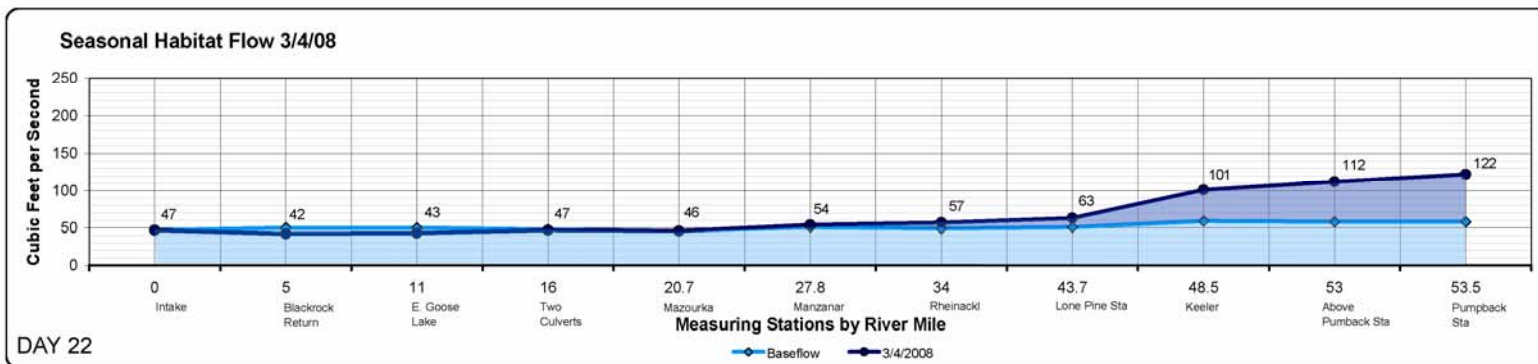 Seasonal Habitat Flow 3/4/08
Cubic Feet per Second
250
200
150
100
50
0
47
42
43
47
46
54
57
63
101
112
122
0
5
11
16
20.7
27.8
34
43.7
48.5
53
53.5
Intake
Blackrock
Return
E. Goose
Lake
Two
Culverts
Mazourka
Manzanar
Rheinackl
Lone Pine Sta
Keeler
Above
Pumback Sta
Pumpback
Sta
Measuring Stations by River Mile
DAY 22
Baseflow
3/4/2008